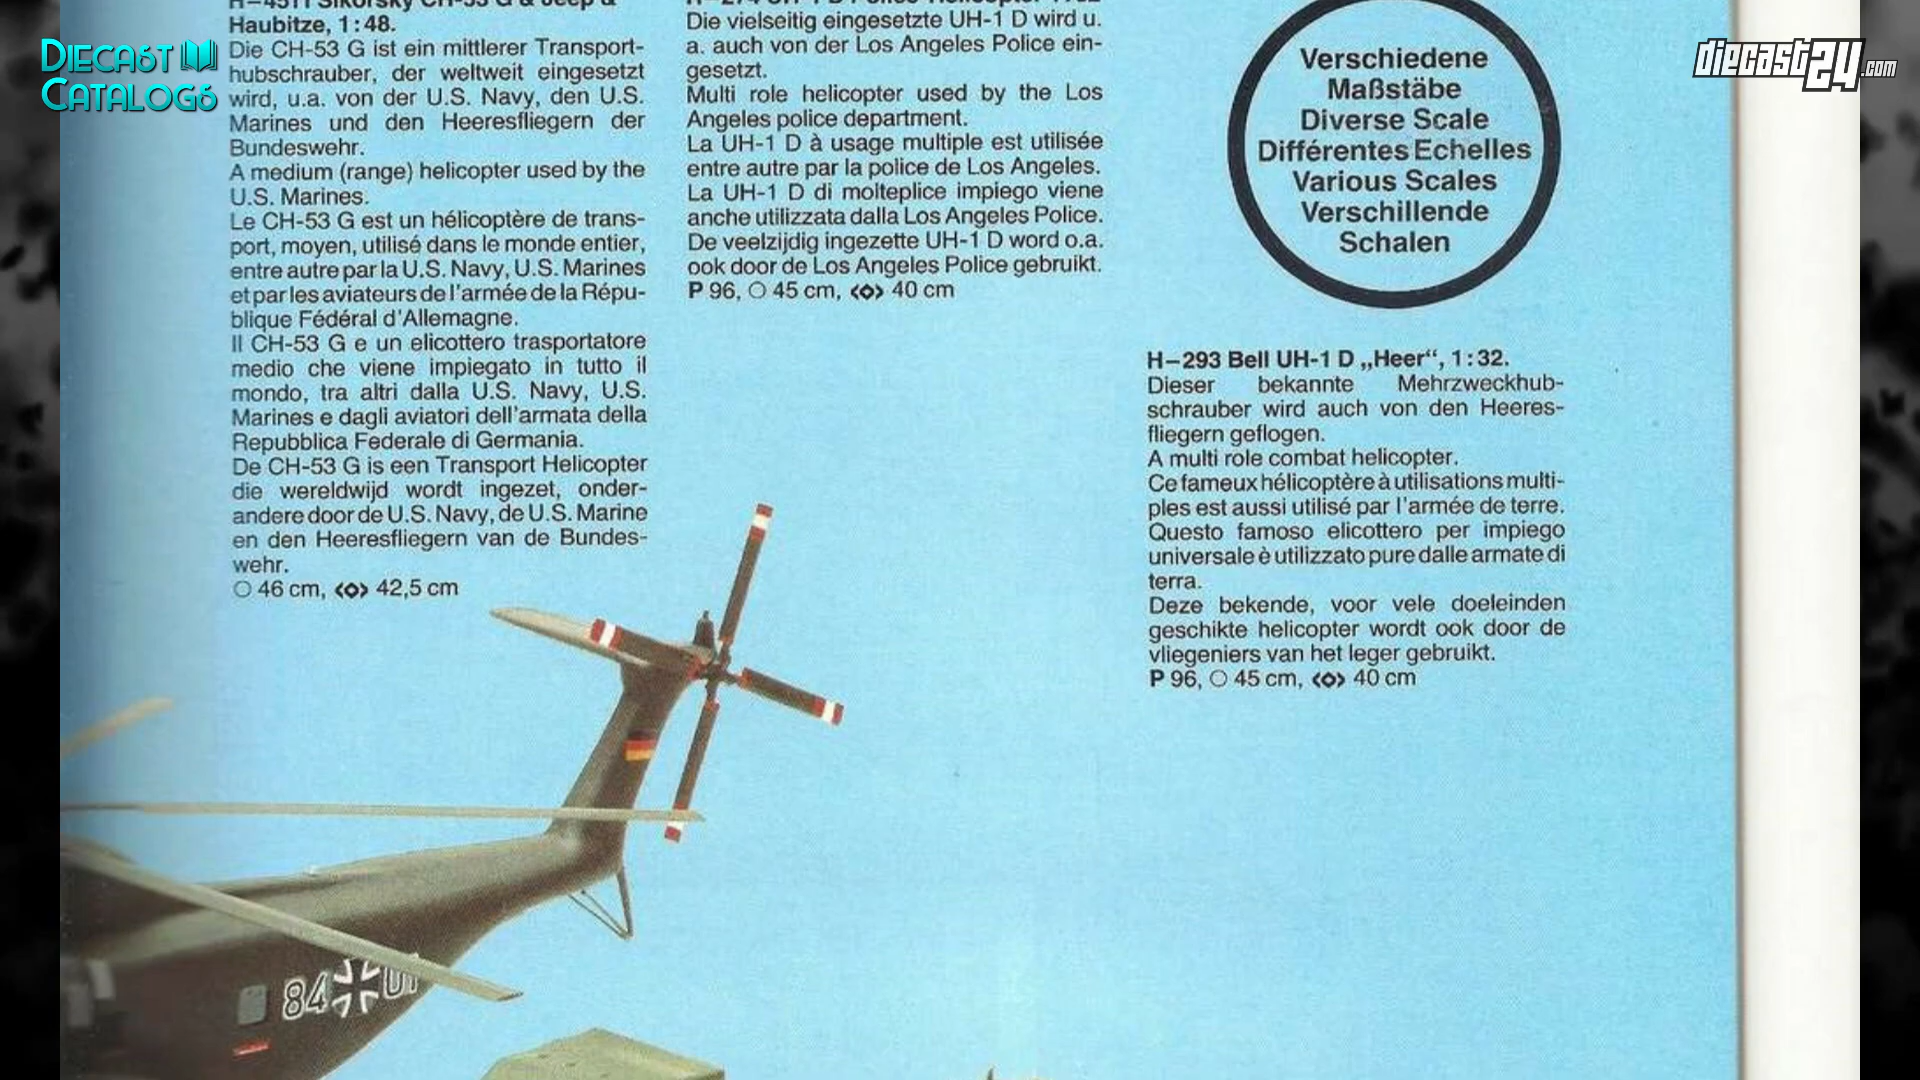 DIECAST
CATALOGS
diecast24.com
Haubitze, 1:48.
Die CH-53 G ist ein mittlerer Transport-
hubschrauber, der weltweit eingesetzt
wird, u.a. von der U.S. Navy, den U.S.
Marines und den Heeresfliegern der
Bundeswehr.
A medium (range) helicopter used by the
U.S. Marines.
Le CH-53 G est un hélicoptère de trans-
port, moyen, utilisé dans le monde entier,
entre autre par la U.S. Navy, U.S. Marines
et par les aviateurs de l'armée de la Répu-
blique Fédéral d'Allemagne.
Il CH-53 G e un elicottero trasportatore
medio che viene impiegato in tutto il
mondo, tra altri dalla U.S. Navy, U.S.
Marines e dagli aviatori dell'armata della
Repubblica Federale di Germania.
De CH-53 G is een Transport Helicopter
die wereldwijd wordt ingezet, onder-
andere door de U.S. Navy, de U.S. Marine
en den Heeresfliegern van de Bundes-
wehr.
46 cm, 42,5 cm
Die vielseitig eingesetzte UH-1 D wird u.
a. auch von der Los Angeles Police ein-
gesetzt.
Multi role helicopter used by the Los
Angeles police department.
La UH-1 D à usage multiple est utilisée
entre autre par la police de Los Angeles.
La UH-1 D di molteplice impiego viene
anche utilizzata dalla Los Angeles Police.
De veelzijdig ingezette UH-1 D word o.a.
ook door de Los Angeles Police gebruikt.
P 96, 45 cm, 40 cm
Verschiedene
Maßstäbe
Diverse Scale
Différentes Echelles
Various Scales
Verschillende
Schalen
H–293 Bell UH-1 D „Heer“, 1:32.
Dieser bekannte Mehrzweckhub-
schrauber wird auch von den Heeres-
fliegern geflogen.
A multi role combat helicopter.
Ce fameux hélicoptère à utilisations multi-
ples est aussi utilisé par l'armée de terre.
Questo famoso elicottero per impiego
universale è utilizzato pure dalle armate di
terra.
Deze bekende, voor vele doeleinden
geschikte helicopter wordt ook door de
vliegeniers van het leger gebruikt.
P 96, 45 cm, 40 cm
84